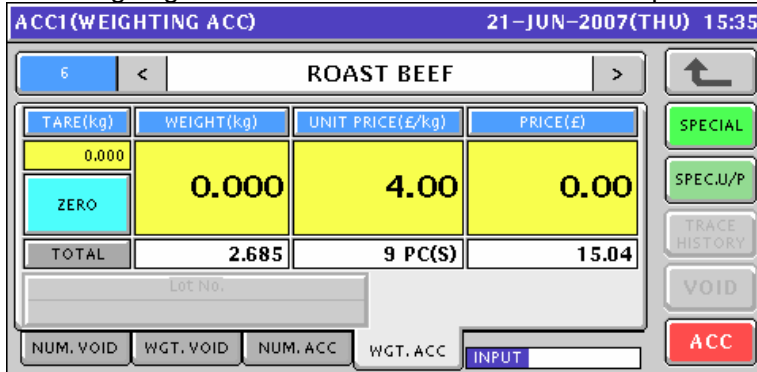 ACC1(WEIGHTING ACC) 21-JUN-2007(THU) 15:35
6 < ROAST BEEF >
TARE(kg) WEIGHT(kg) UNIT PRICE(£/kg) PRICE(£) SPECIAL
0.000
0.000 4.00 0.00 SPEC.U/P
ZERO
TRACE
HISTORY
TOTAL 2.685 9 PC(S) 15.04
Lot No. VOID
NUM. VOID WGT. VOID NUM. ACC WGT. ACC INPUT ACC